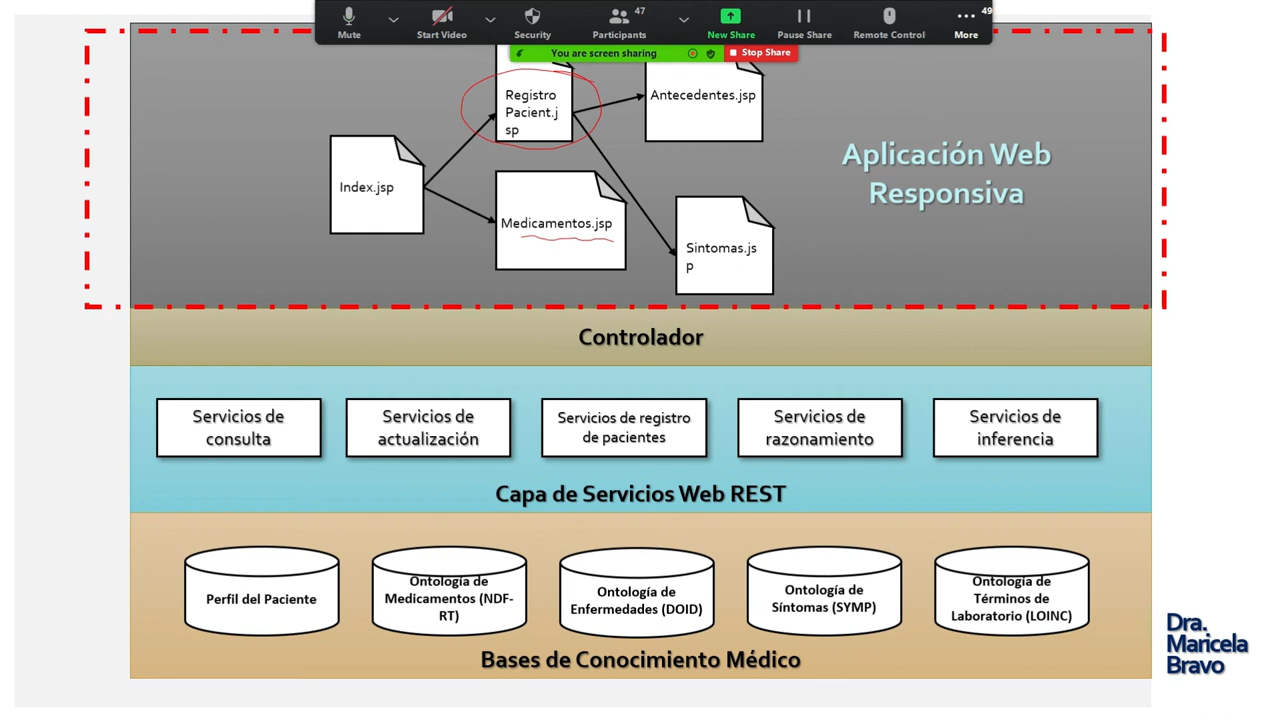 47
49
Mute
Start Video
Security
Participants
New Share
Pause Share
Remote Control
More
You are screen sharing
Stop Share
Registro
Pacient.j
sp
Antecedentes.jsp
Aplicación Web
Responsiva
Index.jsp
Medicamentos.jsp
Sintomas.js
p
Controlador
Servicios de
consulta
Servicios de
actualización
Servicios de registro
de pacientes
Servicios de
razonamiento
Servicios de
inferencia
Capa de Servicios Web REST
Perfil del Paciente
Ontología de
Medicamentos (NDF-
RT)
Ontología de
Enfermedades (DOID)
Ontología de
Síntomas (SYMP)
Ontología de
Términos de
Laboratorio (LOINC)
Bases de Conocimiento Médico
Dra.
Maricela
Bravo